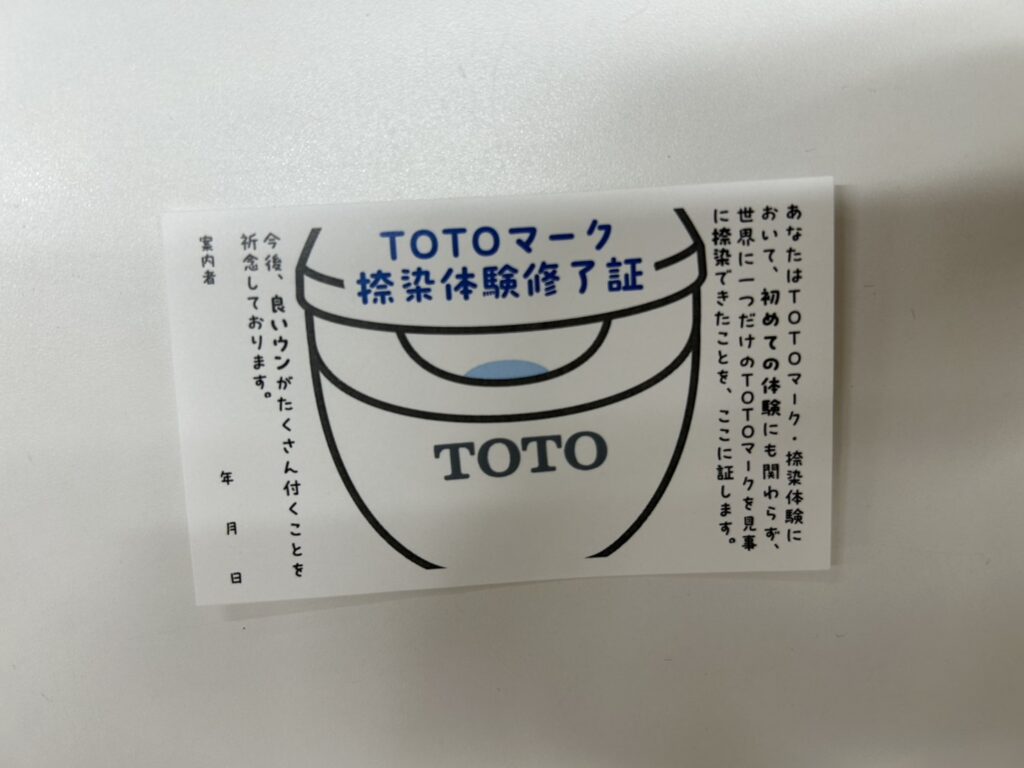 TOTOマーク
捺染体験修了証
あなたはTOTOマーク・捺染体験に
おいて、初めての体験にも関わらず、
世界に一つだけのTOTOマークを見事
に捺染できたことを、ここに証します。
TOTO
今後、良いウンがたくさん付くことを
祈念しております。
案内者
年 月 日